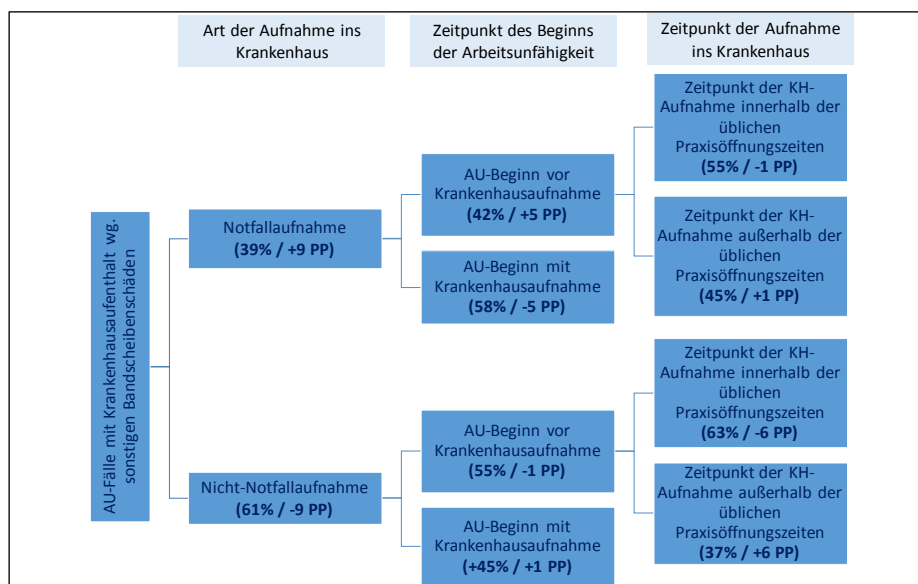 Art der Aufnahme ins
Krankenhaus
Zeitpunkt des Beginns
der Arbeitsunfähigkeit
Zeitpunkt der Aufnahme
ins Krankenhaus
AU-Fälle mit Krankenhausaufenthalt wg.
sonstigen Bandscheibenschäden
Notfallaufnahme
(39% / +9 PP)
AU-Beginn vor
Krankenhausaufnahme
(42% / +5 PP)
Zeitpunkt der KH-
Aufnahme innerhalb der
üblichen
Praxisöffnungszeiten
(55% / -1 PP)
Zeitpunkt der KH-
Aufnahme außerhalb der
üblichen
Praxisöffnungszeiten
(45% / +1 PP)
AU-Beginn mit
Krankenhausaufnahme
(58% / -5 PP)
Nicht-Notfallaufnahme
(61% / -9 PP)
AU-Beginn vor
Krankenhausaufnahme
(55% / -1 PP)
Zeitpunkt der KH-
Aufnahme innerhalb der
üblichen
Praxisöffnungszeiten
(63% / -6 PP)
Zeitpunkt der KH-
Aufnahme außerhalb der
üblichen
Praxisöffnungszeiten
(37% / +6 PP)
AU-Beginn mit
Krankenhausaufnahme
(+45% / +1 PP)